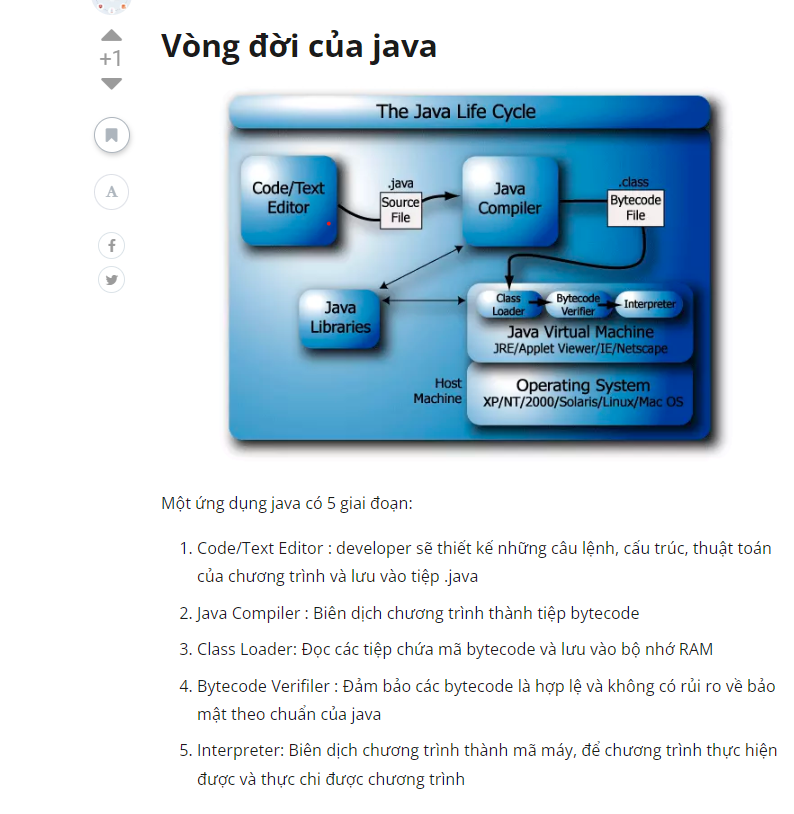 +1
Vòng đời của java
The Java Life Cycle
Code/Text
Editor
.java
Source
File
Java
Compiler
.class
Bytecode
File
Java
Libraries
Class
Loader
Bytecode
Verifier
Interpreter
Java Virtual Machine
JRE/Applet Viewer/IE/Netscape
Host
Machine
Operating System
XP/NT/2000/Solaris/Linux/Mac OS
A
Một ứng dụng java có 5 giai đoạn:
1. Code/Text Editor : developer sẽ thiết kế những câu lệnh, cấu trúc, thuật toán
của chương trình và lưu vào tiệp .java
2. Java Compiler : Biên dịch chương trình thành tiệp bytecode
3. Class Loader: Đọc các tiệp chứa mã bytecode và lưu vào bộ nhớ RAM
4. Bytecode Verifiler : Đảm bảo các bytecode là hợp lệ và không có rủi ro về bảo
mật theo chuẩn của java
5. Interpreter: Biên dịch chương trình thành mã máy, để chương trình thực hiện
được và thực chi được chương trình